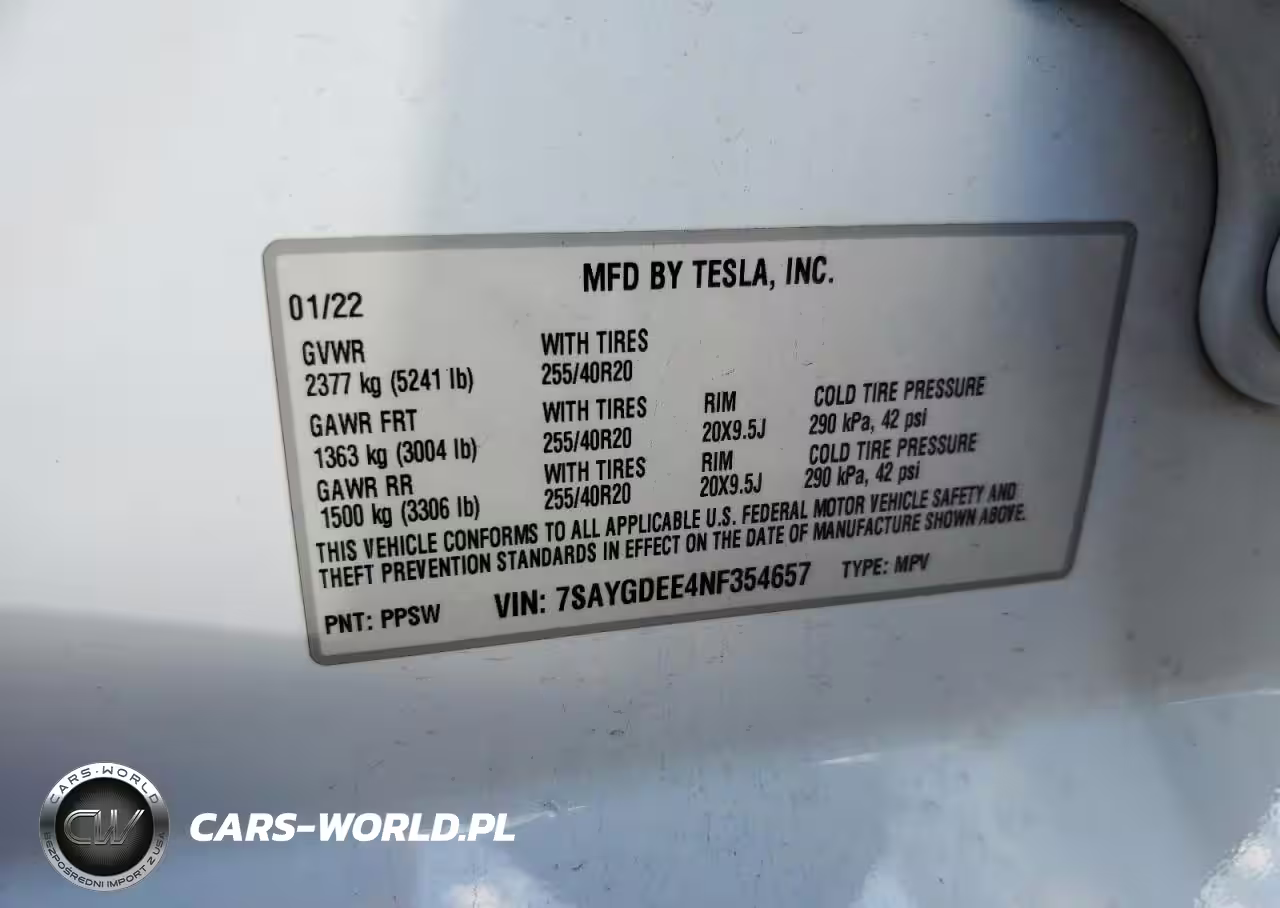 MFD BY TESLA, INC.
01/22
GVWR WITH TIRES
2377 kg (5241 lb) 255/40R20
GAWR FRT WITH TIRES RIM COLD TIRE PRESSURE
1363 kg (3004 lb) 255/40R20 20X9.5J 290 kPa, 42 psi
GAWR RR WITH TIRES RIM COLD TIRE PRESSURE
1500 kg (3306 lb) 255/40R20 20X9.5J 290 kPa, 42 psi
THIS VEHICLE CONFORMS TO ALL APPLICABLE U.S. FEDERAL MOTOR VEHICLE SAFETY AND
THEFT PREVENTION STANDARDS IN EFFECT ON THE DATE OF MANUFACTURE SHOWN ABOVE.
PNT: PPSW VIN: 7SAYGDEE4NF354657 TYPE: MPV
CARS-WORLD
CW
BEZPOŚREDNI IMPORT Z USA
CARS-WORLD.PL